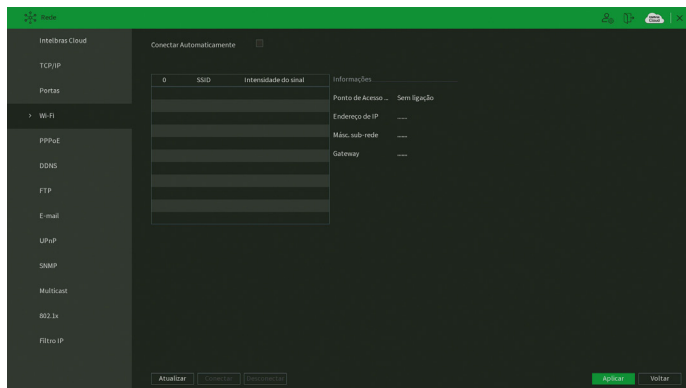 Rede
Intelbras Cloud
TCP/IP
Portas
Wi-Fi
PPPoE
DDNS
FTP
E-mail
UPnP
SNMP
Multicast
802.1x
Filtro IP
Conectar Automaticamente
0 SSID Intensidade do sinal
Informações
Ponto de Acesso ... Sem ligação
Endereço de IP
Másc. sub-rede
Gateway
Atualizar Conectar Desconectar
Aplicar Voltar